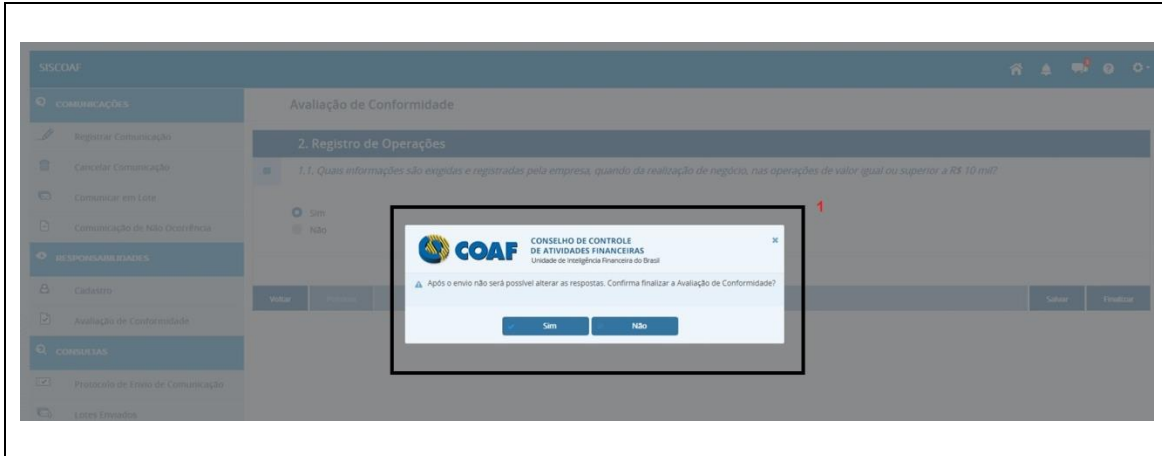 SISCOAF
COMUNICAÇÕES
Registrar Comunicação
Cancelar Comunicação
Comunicar em Lote
Comunicação de Não Ocorrência
RESPONSABILIDADES
Cadastro
Avaliação de Conformidade
CONSULTAS
Protocolo de Envio de Comunicação
Lotes Enviados
Avaliação de Conformidade
2. Registro de Operações
1.1. Quais informações são exigidas e registradas pela empresa, quando da realização de negócio, nas operações de valor igual ou superior a R$ 10 mil?
Sim
Não
1
COAF
CONSELHO DE CONTROLE
DE ATIVIDADES FINANCEIRAS
Unidade de Inteligência Financeira do Brasil
Após o envio não será possível alterar as respostas. Confirma finalizar a Avaliação de Conformidade?
Sim Não
Voltar Salvar Finalizar